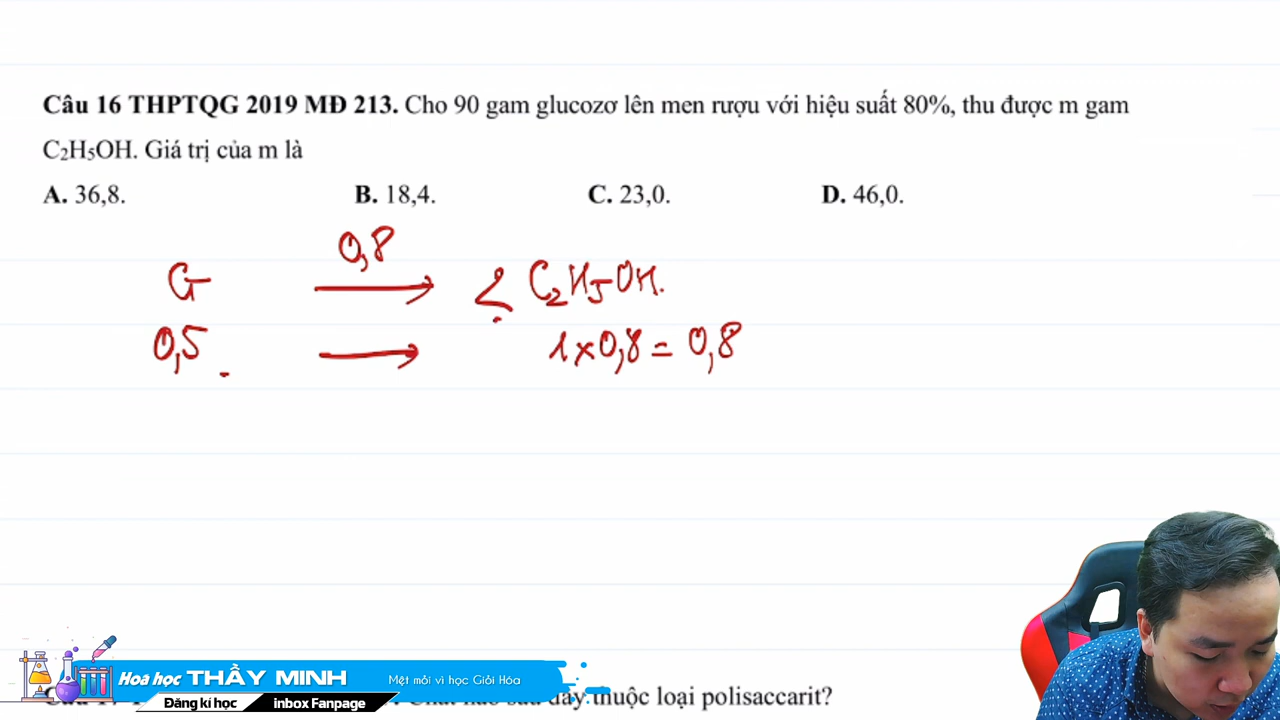 Câu 16 THPTQG 2019 MĐ 213. Cho 90 gam glucozơ lên men rượu với hiệu suất 80%, thu được m gam
C₂H₅OH. Giá trị của m là
A. 36,8. B. 18,4. C. 23,0. D. 46,0.
0,8
G → 2 C₂H₅OH.
0,5 → 1x0,8 = 0,8
Hoá học THẦY MINH Mệt mỏi vì học Giỏi Hóa
Đăng kí học inbox Fanpage
thuộc loại polisaccarit?